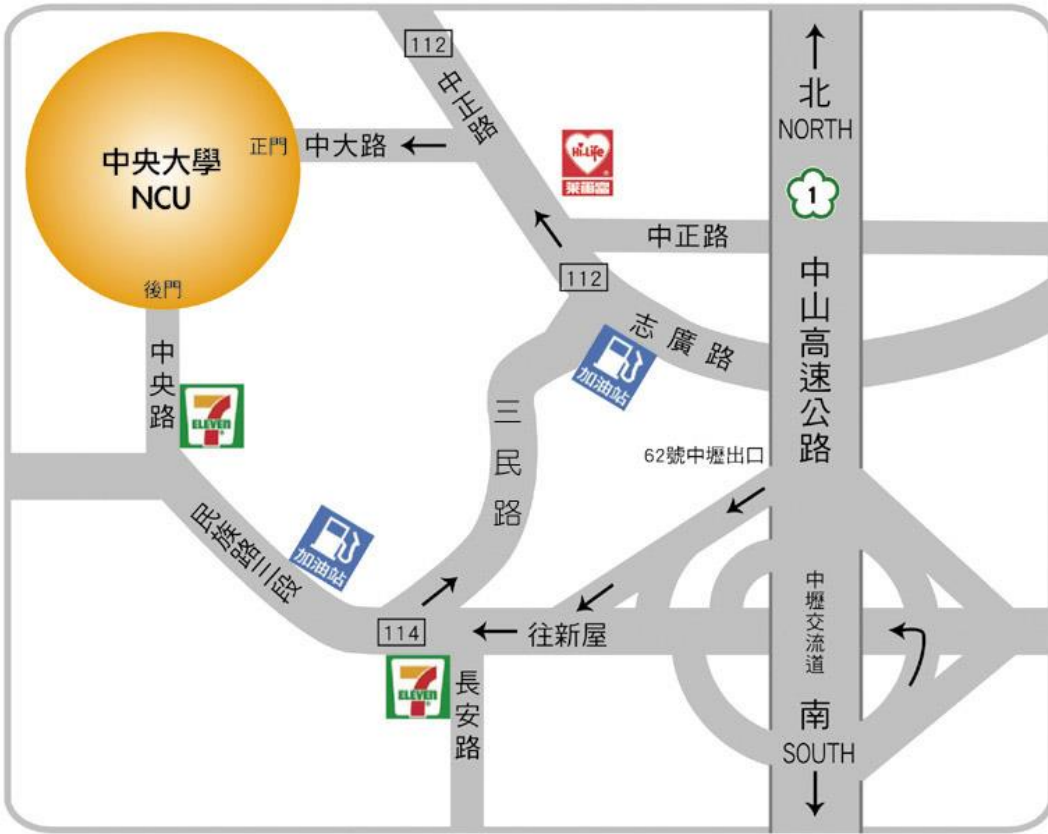 112
中正路
北
NORTH
1
中山高速公路
正門
中大路
Hi-Life
萊爾富
中央大學
NCU
中正路
後門
112
志廣路
加油站
中央路
7
ELEVEN
三民路
62號中壢出口
民族路三段
加油站
中壢交流道
114
往新屋
7
ELEVEN
長安路
南
SOUTH